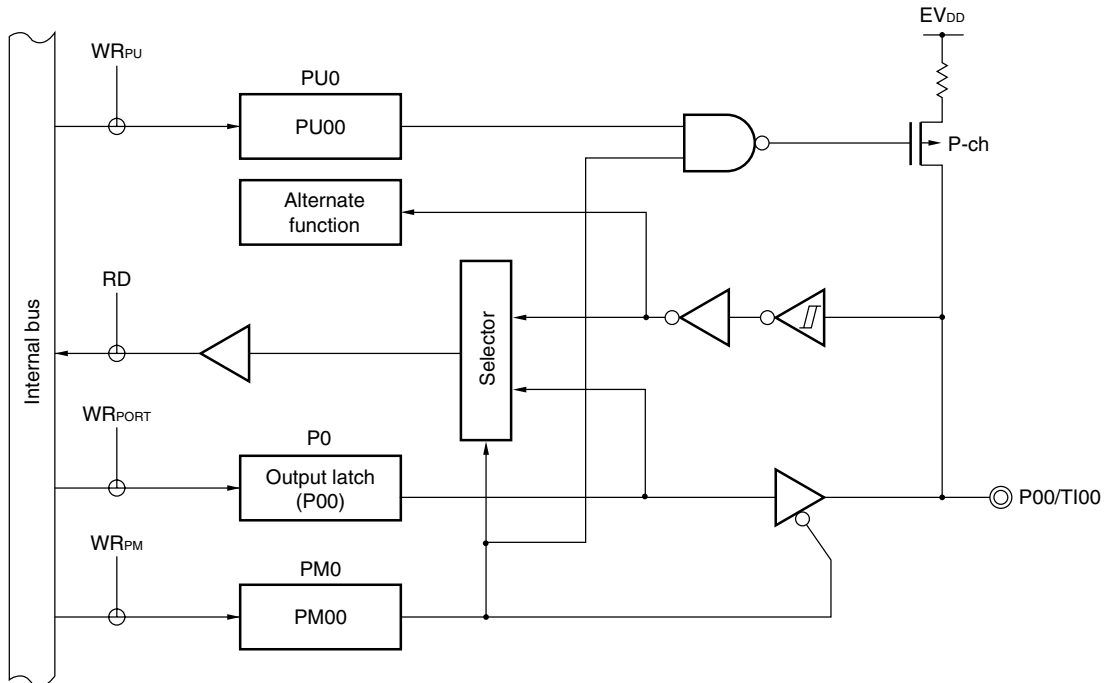 EVDD
WRPU
PU0
PU00
P-ch
Alternate
function
RD
Selector
Internal bus
WRPORT
P0
Output latch
(P00)
P00/TI00
WRPM
PM0
PM00